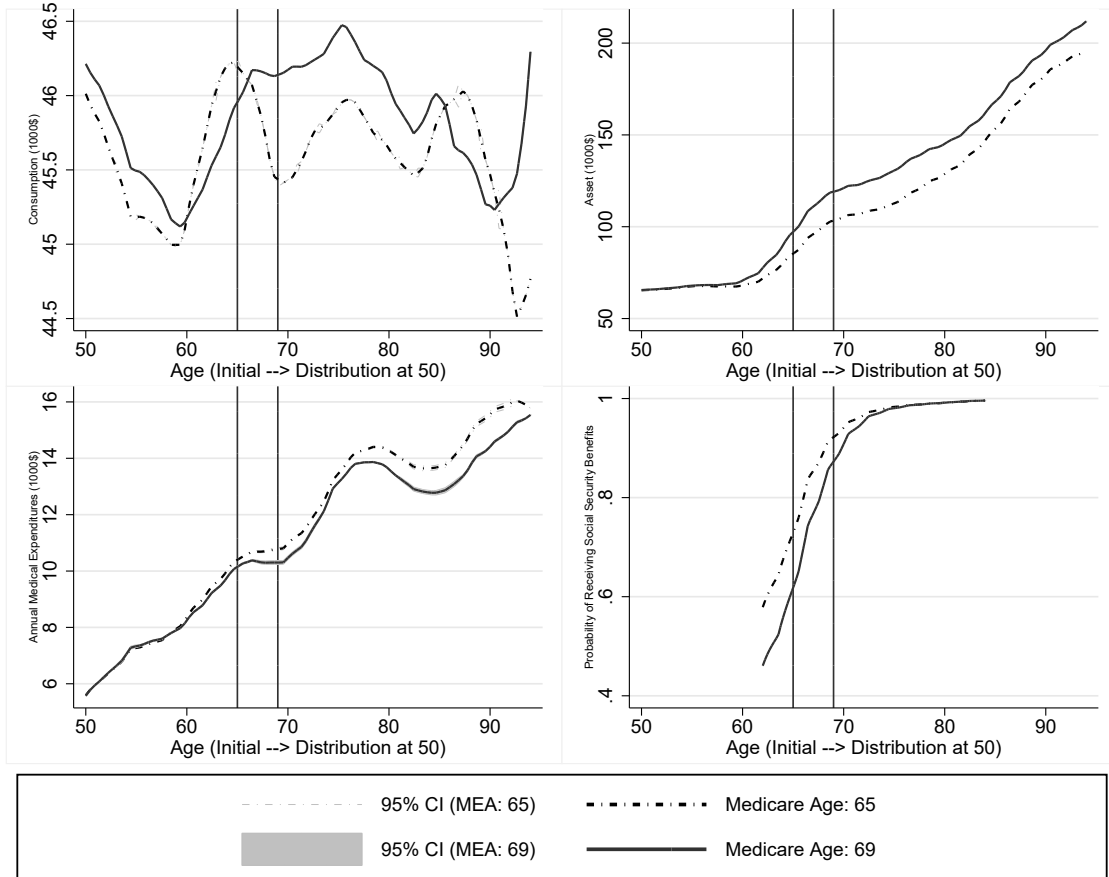 Consumption (1000$)
46.5
46
45.5
45
44.5
50 60 70 80 90
Age (Initial --> Distribution at 50)
Asset (1000$)
200
150
100
50
50 60 70 80 90
Age (Initial --> Distribution at 50)
Annual Medical Expenditures (1000$)
16
14
12
10
8
6
50 60 70 80 90
Age (Initial --> Distribution at 50)
Probability of Receiving Social Security Benefits
1
.8
.6
.4
50 60 70 80 90
Age (Initial --> Distribution at 50)
95% CI (MEA: 65) Medicare Age: 65
95% CI (MEA: 69) Medicare Age: 69